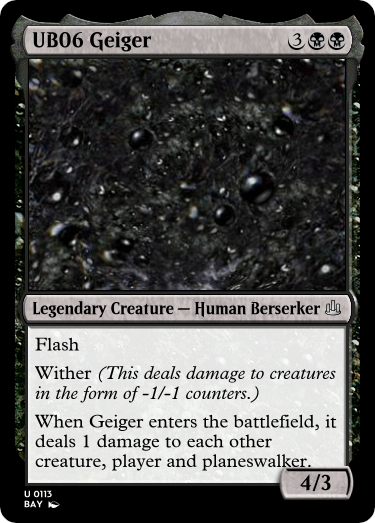 UB06 Geiger 3
Legendary Creature — Human Berserker
Flash
Wither (This deals damage to creatures
in the form of -1/-1 counters.)
When Geiger enters the battlefield, it
deals 1 damage to each other
creature, player and planeswalker.
4/3
U 0113
BAY